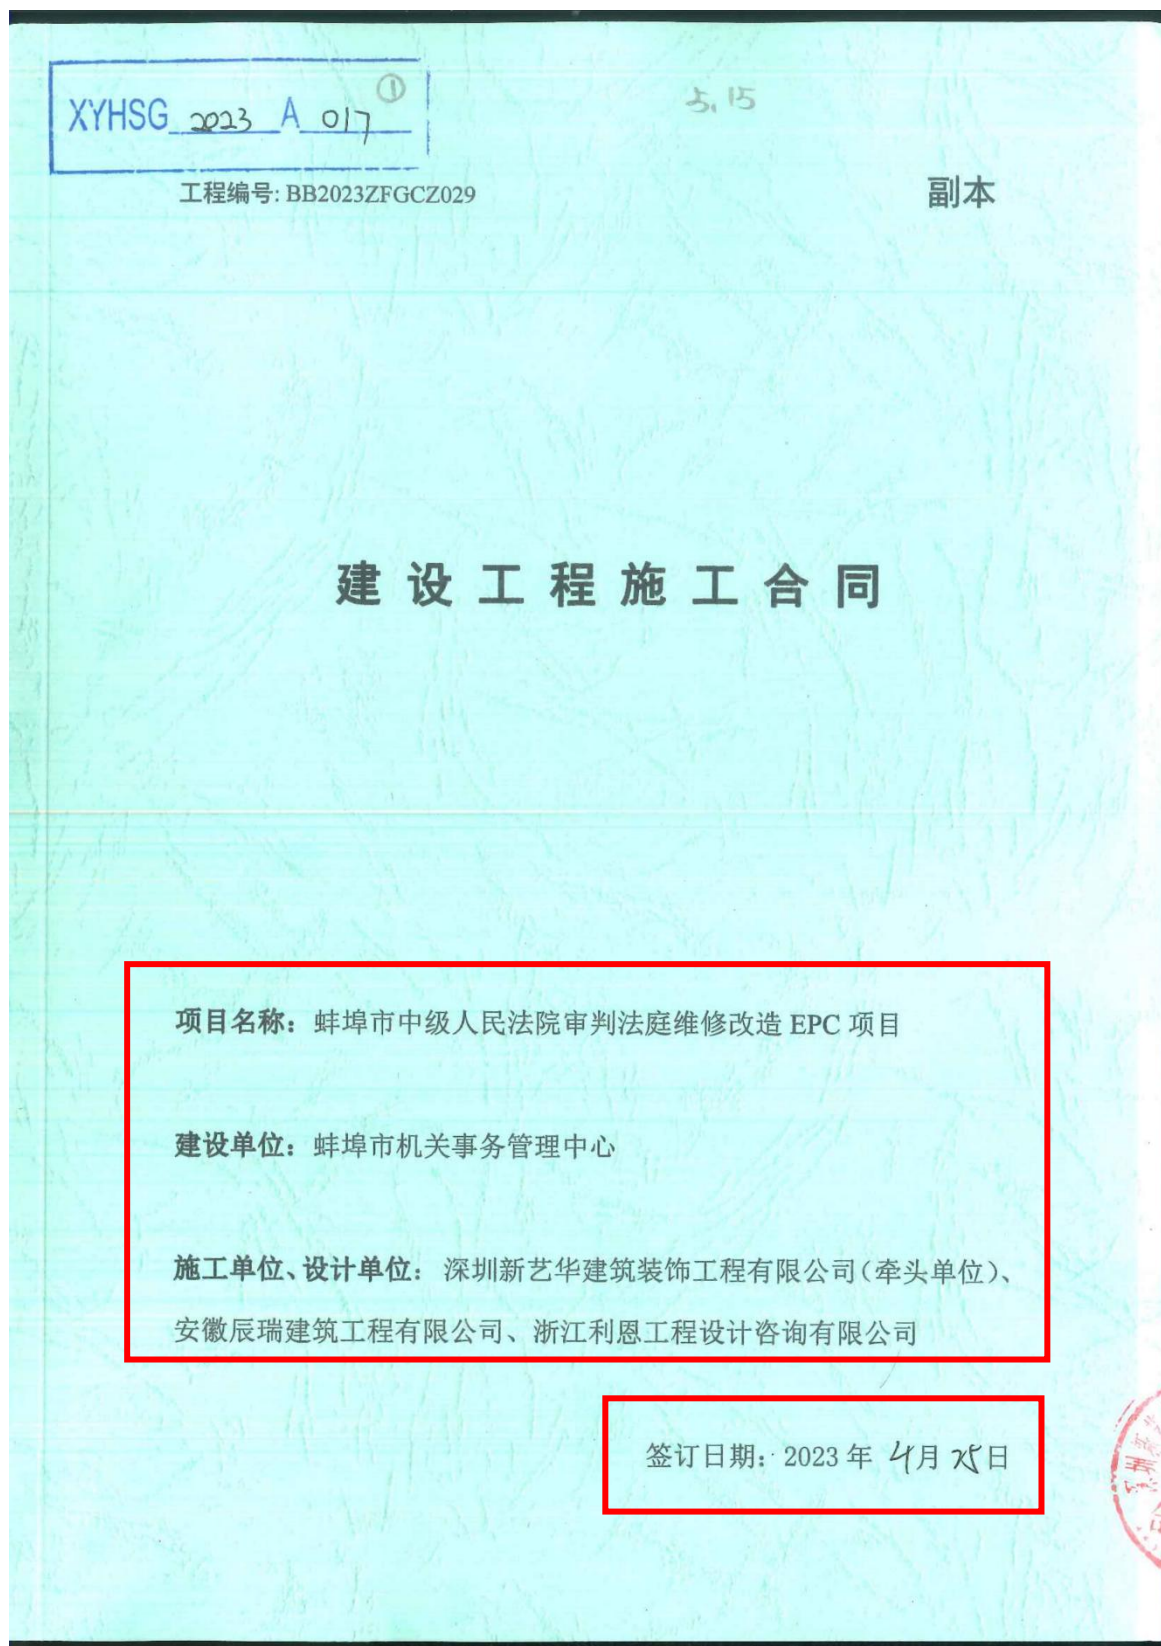 ①
XYHSG 2023 A 017
5.15
工程编号: BB2023ZFGCZ029
副本
建设工程施工合同
项目名称：蚌埠市中级人民法院审判法庭维修改造 EPC 项目
建设单位：蚌埠市机关事务管理中心
施工单位、设计单位：深圳新艺华建筑装饰工程有限公司（牵头单位）、
安徽辰瑞建筑工程有限公司、浙江利恩工程设计咨询有限公司
签订日期：2023 年 4月 25日